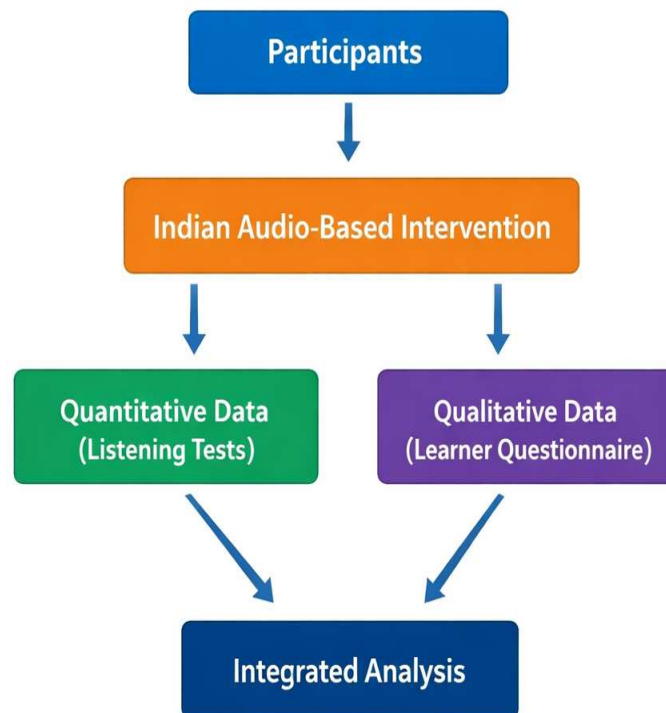 Participants
Indian Audio-Based Intervention
Quantitative Data
(Listening Tests)
Qualitative Data
(Learner Questionnaire)
Integrated Analysis